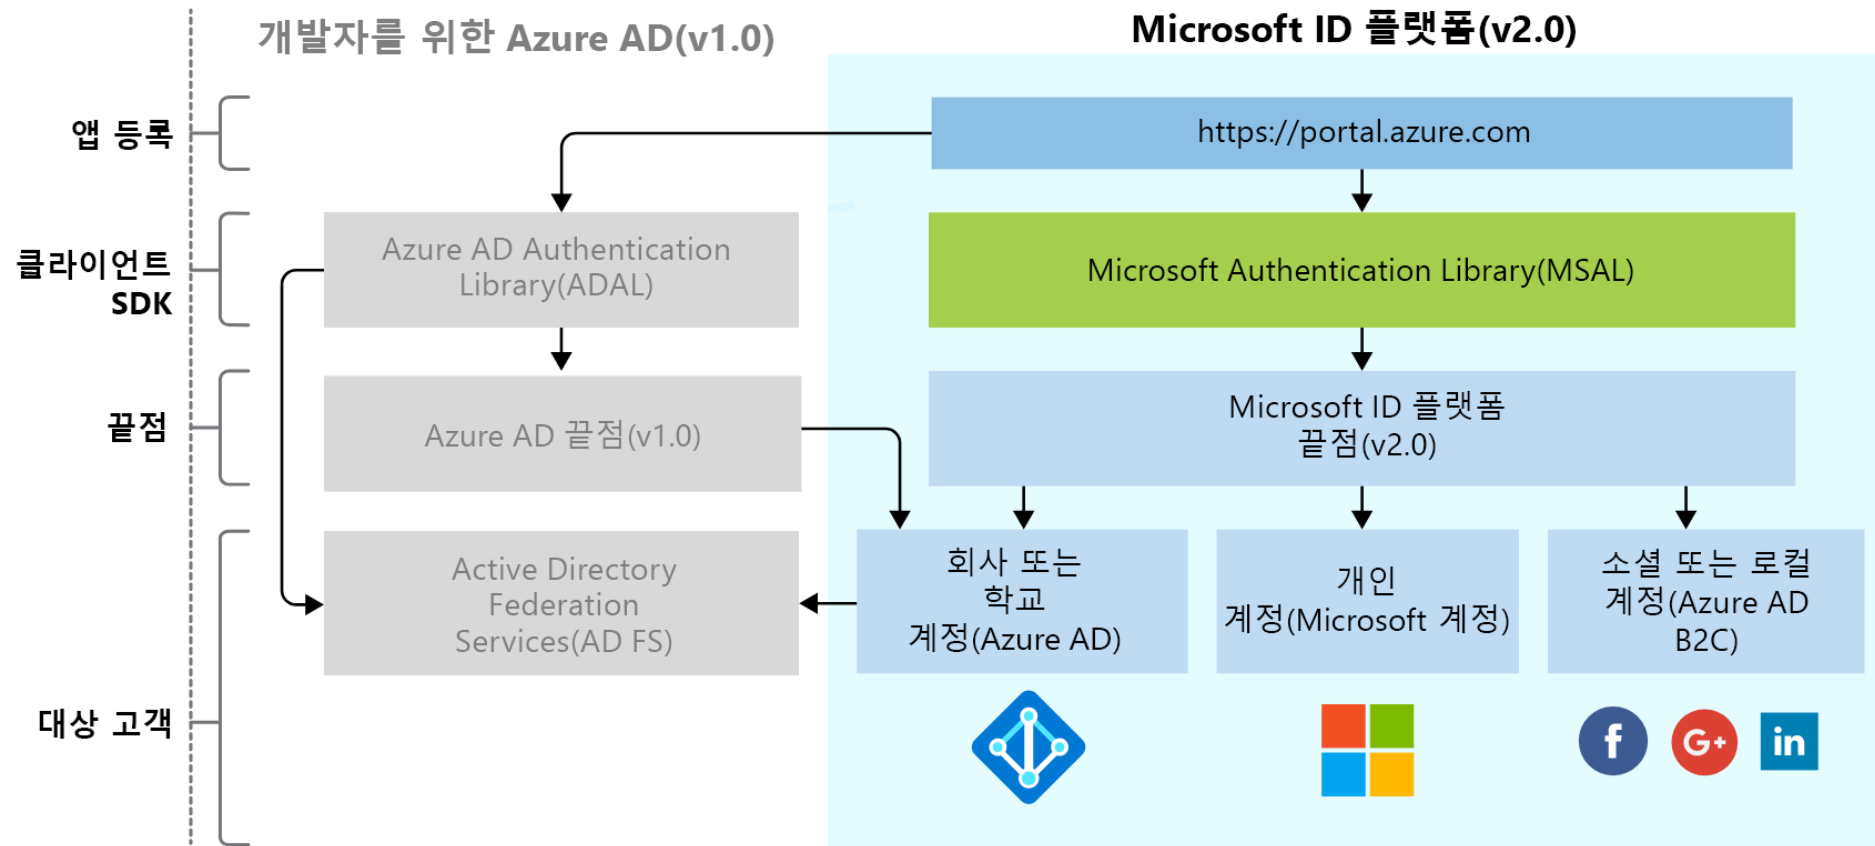 개발자를 위한 Azure AD(v1.0)
Microsoft ID 플랫폼(v2.0)
앱 등록
https://portal.azure.com
클라이언트
SDK
Azure AD Authentication
Library(ADAL)
Microsoft Authentication Library(MSAL)
끝점
Azure AD 끝점(v1.0)
Microsoft ID 플랫폼
끝점(v2.0)
대상 고객
Active Directory
Federation
Services(AD FS)
회사 또는
학교
계정(Azure AD)
개인
계정(Microsoft 계정)
소셜 또는 로컬
계정(Azure AD
B2C)
f
G+
in